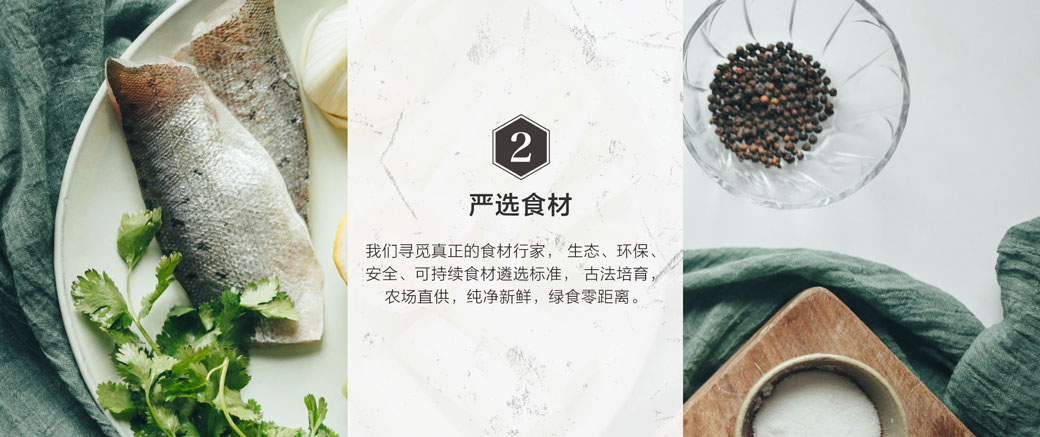 2
严选食材
我们寻觅真正的食材行家， 生态、环保、
安全、可持续食材遴选标准， 古法培育，
农场直供，纯净新鲜，绿食零距离。